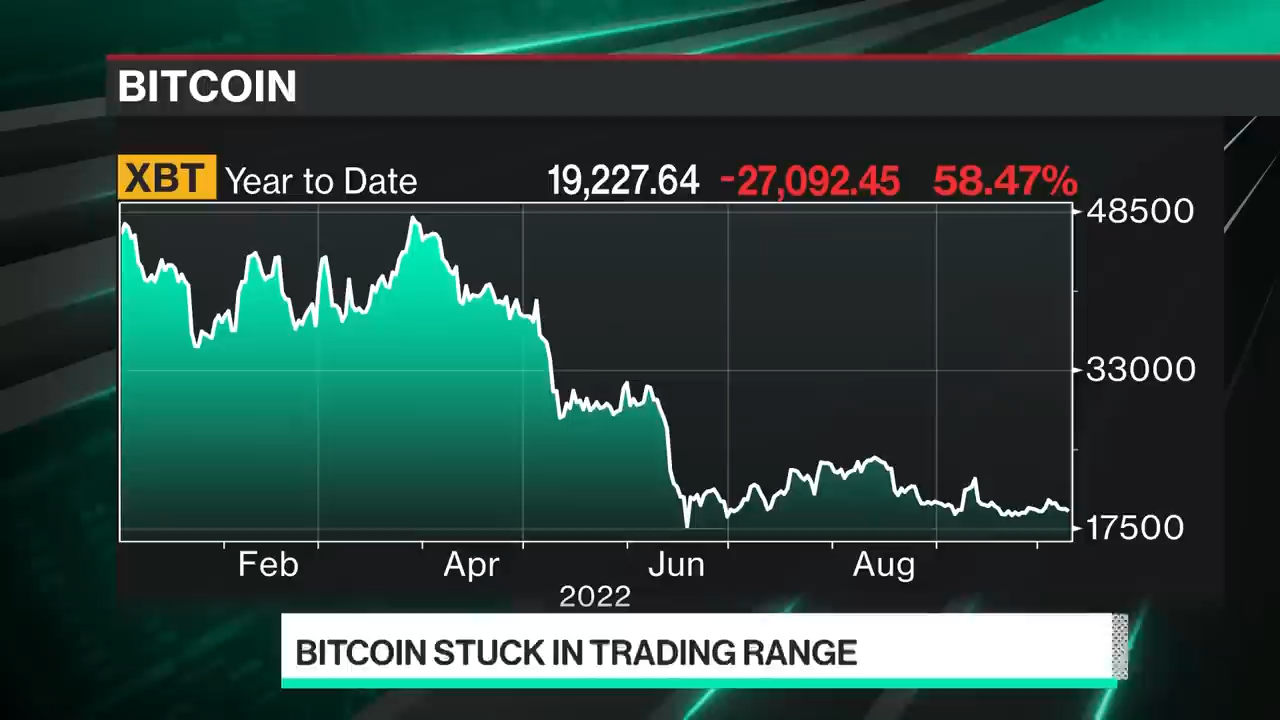 BITCOIN
XBT Year to Date 19,227.64 -27,092.45 58.47%
48500
33000
17500
Feb Apr Jun Aug
2022
BITCOIN STUCK IN TRADING RANGE